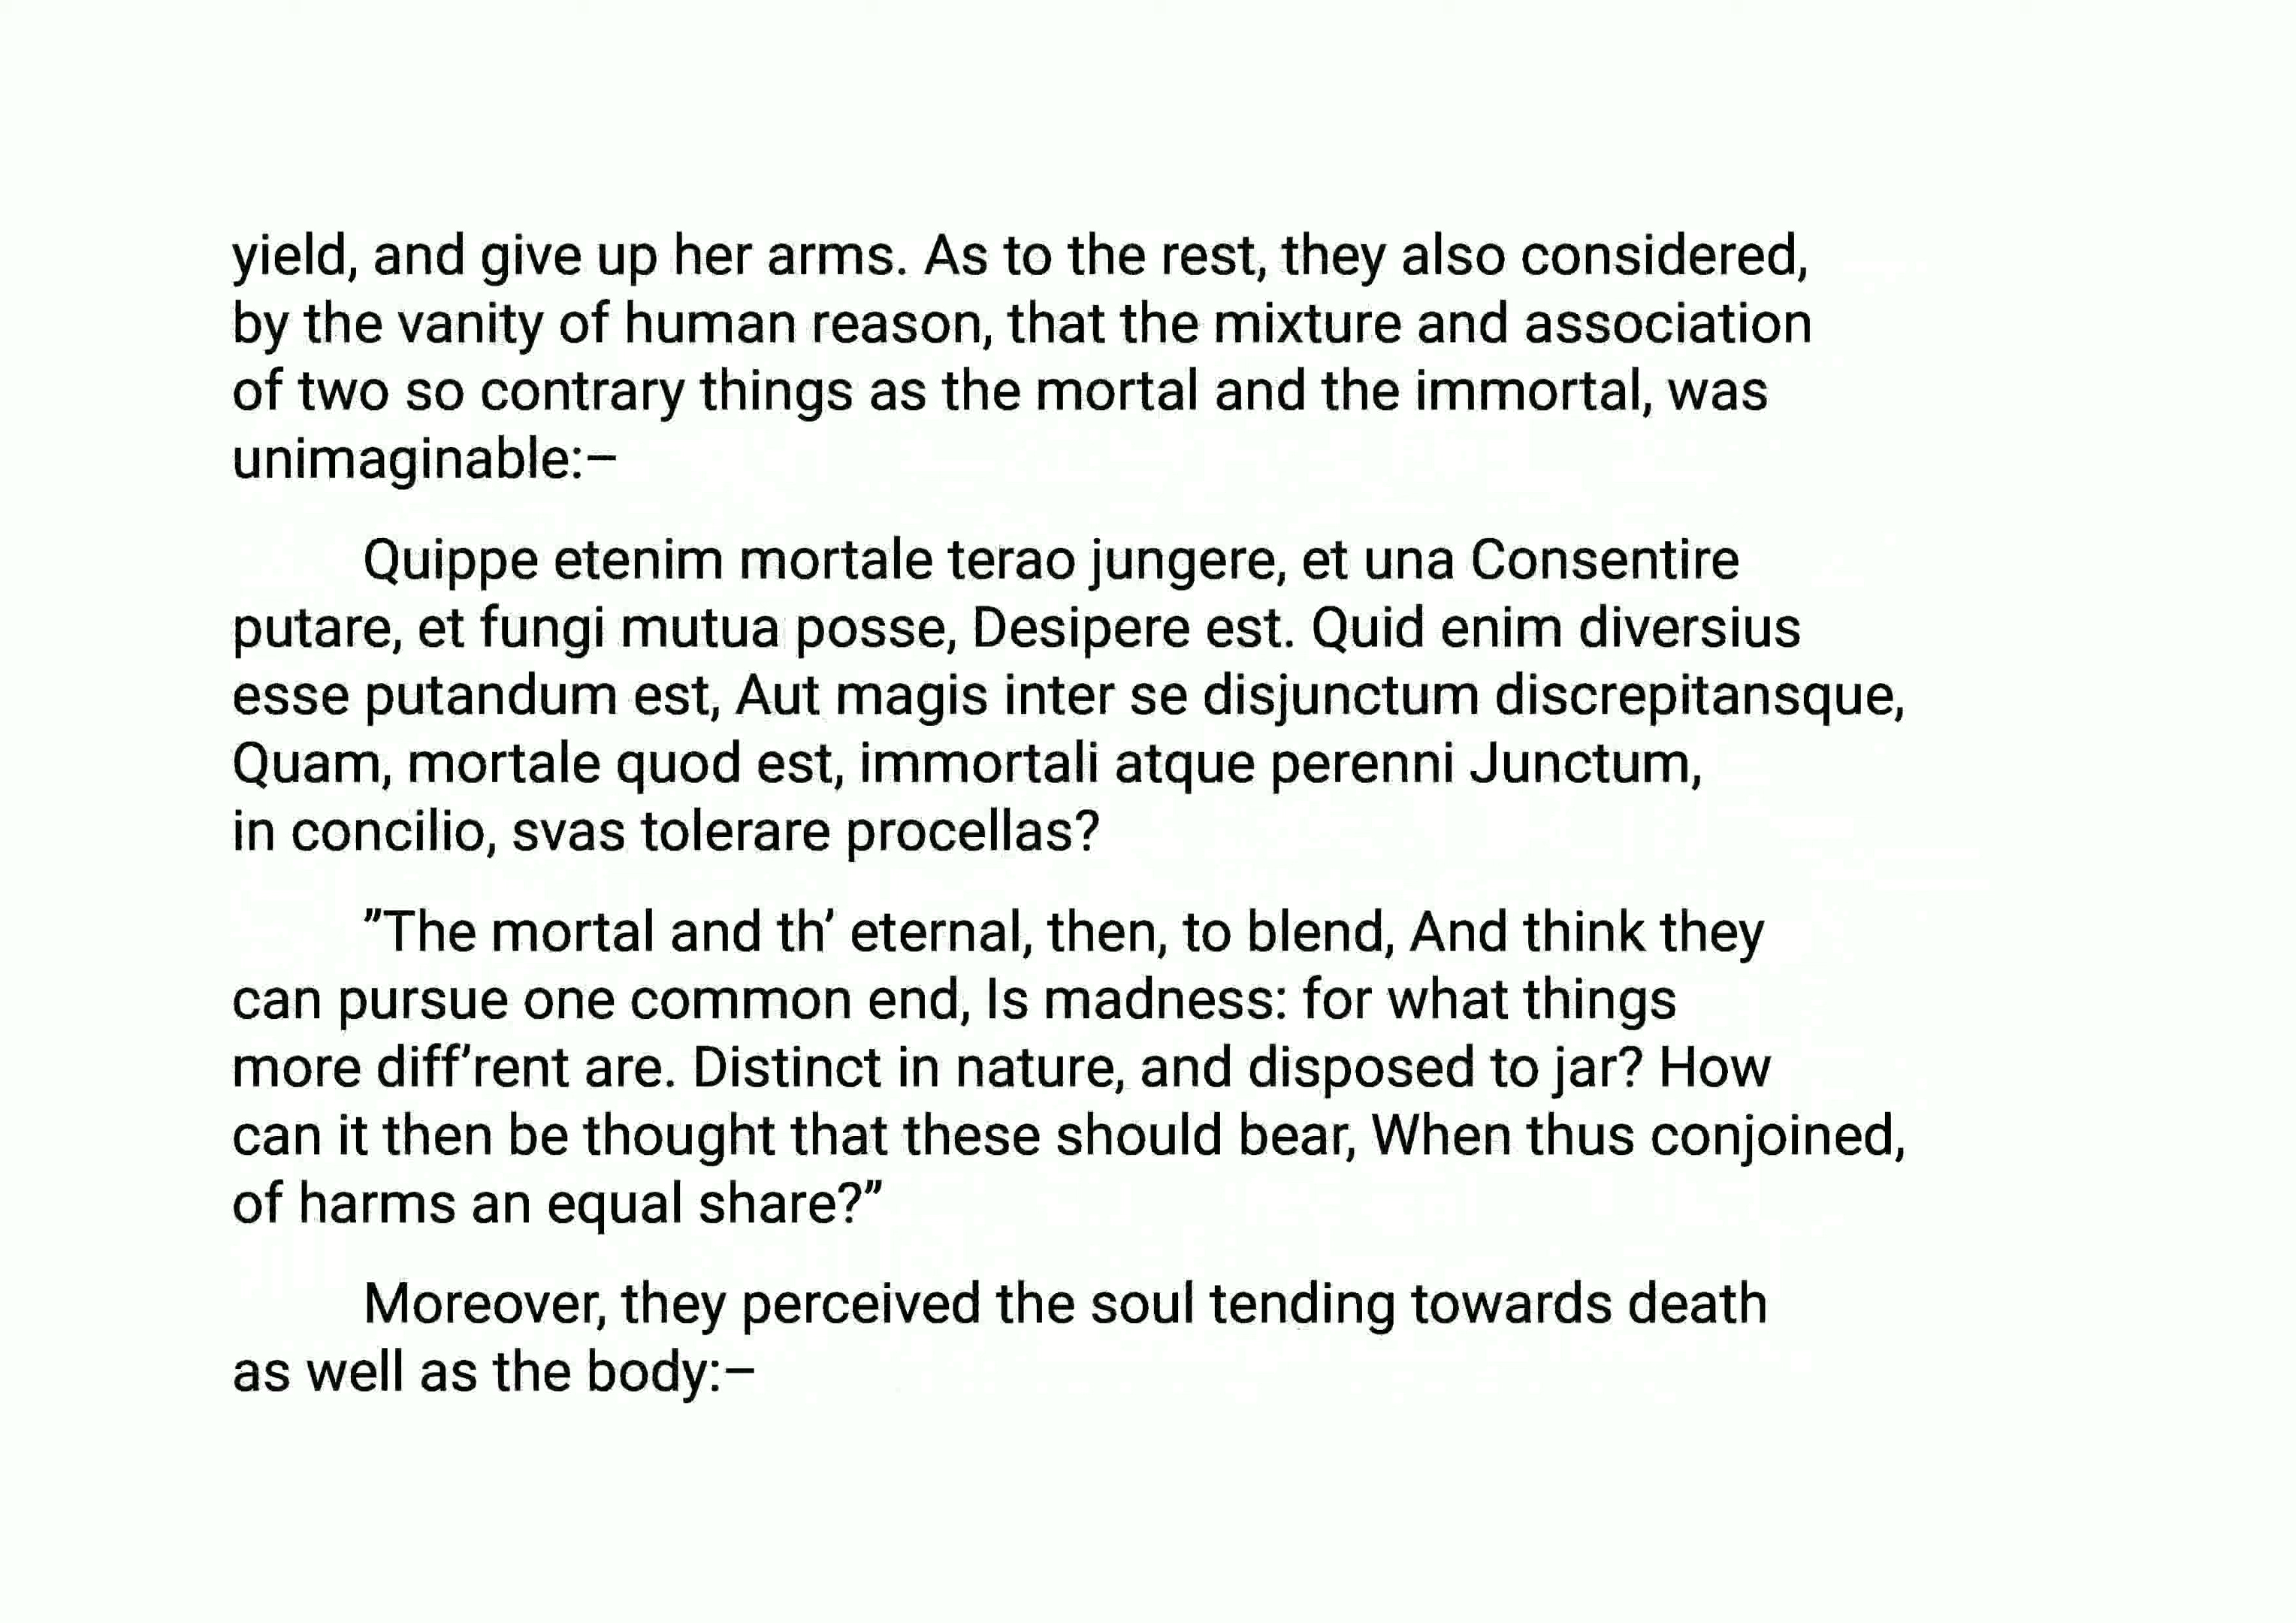 yield, and give up her arms. As to the rest, they also considered,
by the vanity of human reason, that the mixture and association
of two so contrary things as the mortal and the immortal, was
unimaginable:–
Quippe etenim mortale terao jungere, et una Consentire
putare, et fungi mutua posse, Desipere est. Quid enim diversius
esse putandum est, Aut magis inter se disjunctum discrepitansque,
Quam, mortale quod est, immortali atque perenni Junctum,
in concilio, svas tolerare procellas?
”The mortal and th’ eternal, then, to blend, And think they
can pursue one common end, Is madness: for what things
more diff’rent are. Distinct in nature, and disposed to jar? How
can it then be thought that these should bear, When thus conjoined,
of harms an equal share?”
Moreover, they perceived the soul tending towards death
as well as the body:–